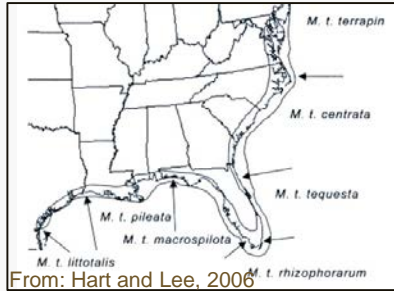 M. t. terrapin
M. t. centrata
M. t. tequesta
M. t. pileata
M. t. macrospilota
M. t. littotalis
M. t. rhizophorarum
From: Hart and Lee, 2006